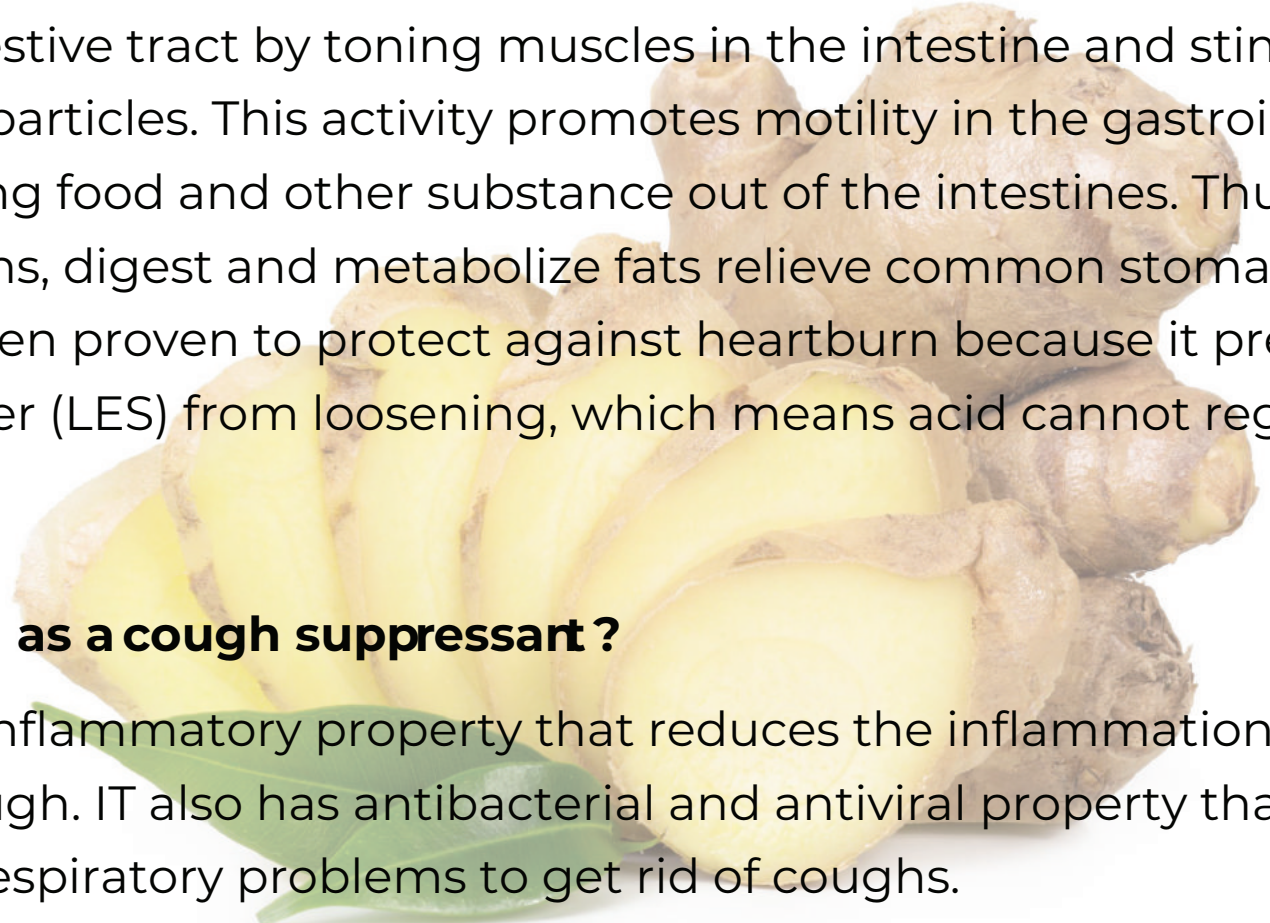 estive tract by toning muscles in the intestine and stin
particles. This activity promotes motility in the gastroi
ng food and other substance out of the intestines. Thu
ns, digest and metabolize fats relieve common stoma
en proven to protect against heartburn because it pre
er (LES) from loosening, which means acid cannot reg
as a cough suppressant ?
nflammatory property that reduces the inflammation
ugh. IT also has antibacterial and antiviral property tha
espiratory problems to get rid of coughs.